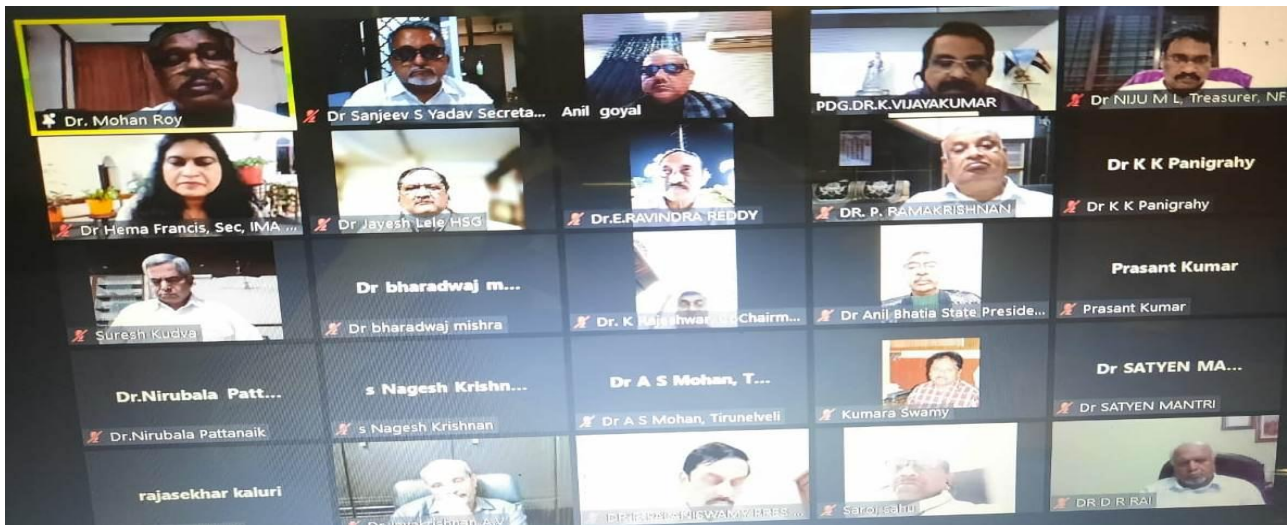 Dr. Mohan Roy
Dr Sanjeev S Yadav Secreta...
Anil goyal
PDG.DR.K.VIJAYAKUMAR
Dr NIJU M L, Treasurer, NF
Dr Hema Francis, Sec, IMA ...
Dr Jayesh Lele HSG
Dr.E.RAVINDRA REDDY
DR. P. RAMAKRISHNAN
Dr K K Panigrahy
Dr K K Panigrahy
Suresh Kudva
Dr bharadwaj m...
Dr bharadwaj mishra
Dr. K Rajeshwar
Dr Anil Bhatia State Preside...
Prasant Kumar
Prasant Kumar
Dr.Nirubala Patt...
Dr.Nirubala Pattanaik
s Nagesh Krishn...
s Nagesh Krishnan
Dr A S Mohan, T...
Dr A S Mohan, Tirunelveli
Kumara Swamy
Dr SATYEN MA...
Dr SATYEN MANTRI
rajasekhar kaluri
Saroj sahu
DR D R RAI